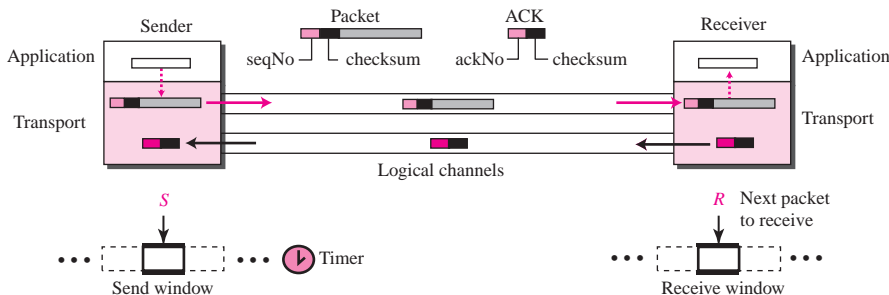 Sender
Packet
ACK
Receiver
Application
seqNo
checksum
ackNo
checksum
Application
Transport
Transport
Logical channels
S
R
Next packet
to receive
Timer
Send window
Receive window